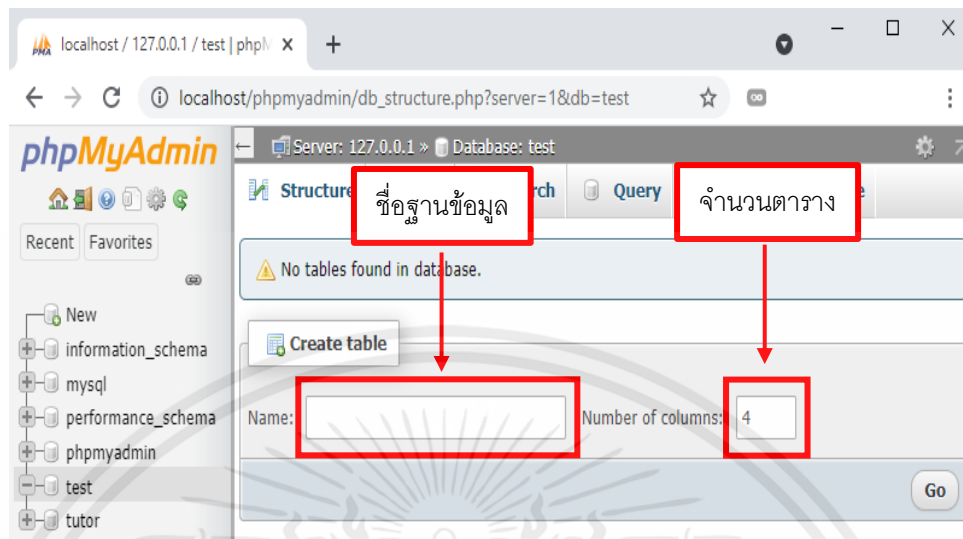 localhost / 127.0.0.1 / test | phpM
localhost/phpmyadmin/db_structure.php?server=1&db=test
phpMyAdmin
Server: 127.0.0.1 » Database: test
Structure
rch
Query
e
ชื่อฐานข้อมูล
จำนวนตาราง
Recent
Favorites
No tables found in database.
New
information_schema
mysql
performance_schema
phpmyadmin
test
tutor
Create table
Name:
Number of columns:
4
Go